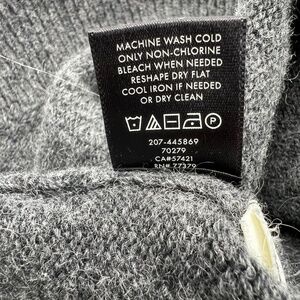 MACHINE WASH COLD
ONLY NON-CHLORINE
BLEACH WHEN NEEDED
RESHAPE DRY FLAT
COOL IRON IF NEEDED
OR DRY CLEAN
P
207-445869
70279
CA#57421
RN# 77379